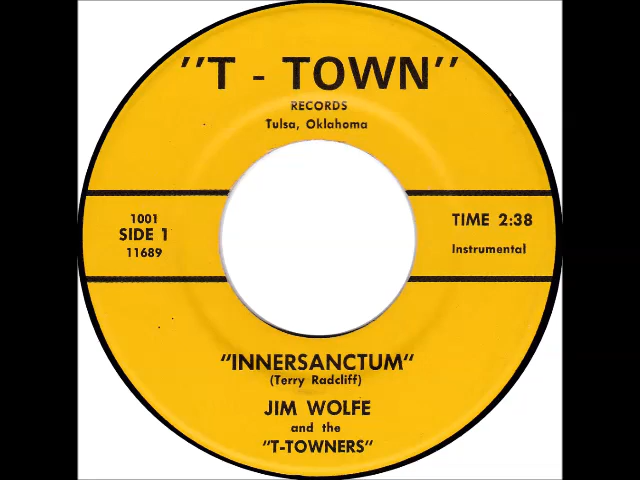 "T - TOWN"
RECORDS
Tulsa, Oklahoma
1001
SIDE 1
11689
TIME 2:38
Instrumental
"INNERSANCTUM"
(Terry Radcliff)
JIM WOLFE
and the
"T-TOWNERS"